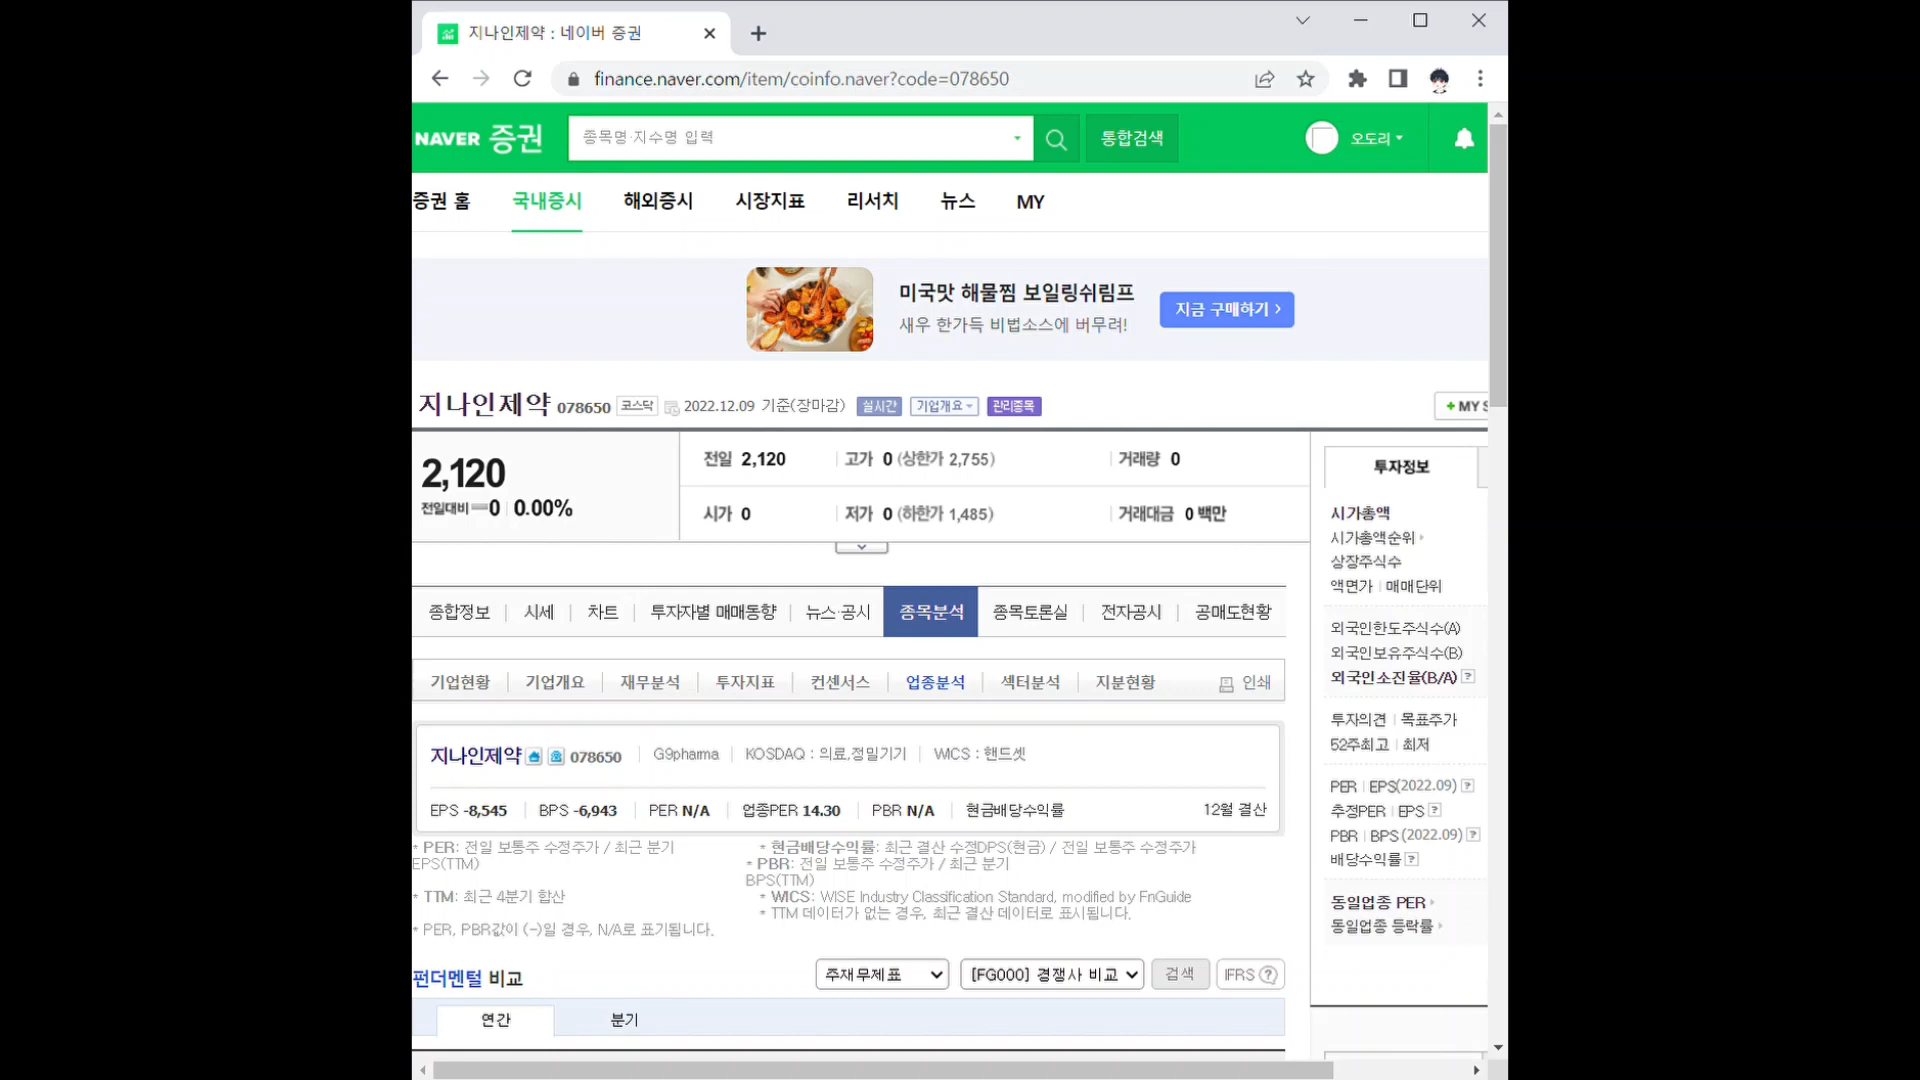 지나인제약 : 네이버 증권
finance.naver.com/item/coinfo.naver?code=078650
NAVER 증권
종목명·지수명 입력
통합검색
오도리
증권 홈 국내증시 해외증시 시장지표 리서치 뉴스 MY
미국맛 해물찜 보일링쉬림프
새우 한가득 비법소스에 버무려!
지금 구매하기 >
지나인제약 078650 코스닥 2022.12.09 기준(장마감) 실시간 기업개요 관리종목
+ MY S
2,120
전일대비 0 0.00%
전일 2,120 고가 0 (상한가 2,755) 거래량 0
시가 0 저가 0 (하한가 1,485) 거래대금 0 백만
종합정보 시세 차트 투자자별 매매동향 뉴스·공시 종목분석 종목토론실 전자공시 공매도현황
기업현황 기업개요 재무분석 투자지표 컨센서스 업종분석 섹터분석 지분현황 인쇄
지나인제약 078650 G9pharma KOSDAQ : 의료,정밀기기 WICS : 핸드셋
EPS -8,545 BPS -6,943 PER N/A 업종PER 14.30 PBR N/A 현금배당수익률 12월 결산
* PER: 전일 보통주 수정주가 / 최근 분기
EPS(TTM)
* TTM: 최근 4분기 합산
* PER, PBR값이 (-)일 경우, N/A로 표기됩니다.
* 현금배당수익률: 최근 결산 수정DPS(현금) / 전일 보통주 수정주가
* PBR: 전일 보통주 수정주가 / 최근 분기
BPS(TTM)
* WICS: WISE Industry Classification Standard, modified by FnGuide
* TTM 데이터가 없는 경우, 최근 결산 데이터로 표시됩니다.
펀더멘털 비교
주재무제표 [FG000] 경쟁사 비교 검색 IFRS ?
연간 분기
투자정보
시가총액
시가총액순위
상장주식수
액면가 매매단위
외국인한도주식수(A)
외국인보유주식수(B)
외국인소진율(B/A) ?
투자의견 목표주가
52주최고 최저
PER EPS(2022.09) ?
추정PER EPS ?
PBR BPS(2022.09) ?
배당수익률 ?
동일업종 PER
동일업종 등락률